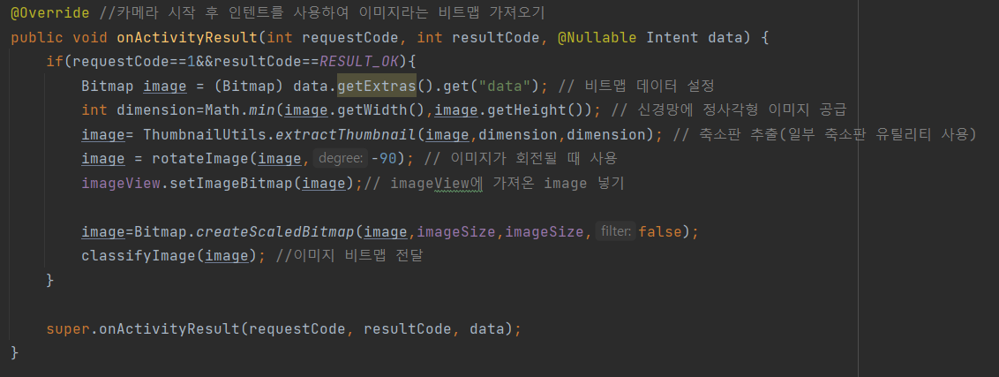 @Override //카메라 시작 후 인텐트를 사용하여 이미지라는 비트맵 가져오기
public void onActivityResult(int requestCode, int resultCode, @Nullable Intent data) {
if(requestCode==1&&resultCode==RESULT_OK){
Bitmap image = (Bitmap) data.getExtras().get("data"); // 비트맵 데이터 설정
int dimension=Math.min(image.getWidth(),image.getHeight()); // 신경망에 정사각형 이미지 공급
image= ThumbnailUtils.extractThumbnail(image,dimension,dimension); // 축소판 추출(일부 축소판 유틸리티 사용)
image = rotateImage(image, degree: -90); // 이미지가 회전될 때 사용
imageView.setImageBitmap(image);// imageView에 가져온 image 넣기
image=Bitmap.createScaledBitmap(image,imageSize,imageSize, filter: false);
classifyImage(image); //이미지 비트맵 전달
}
super.onActivityResult(requestCode, resultCode, data);
}